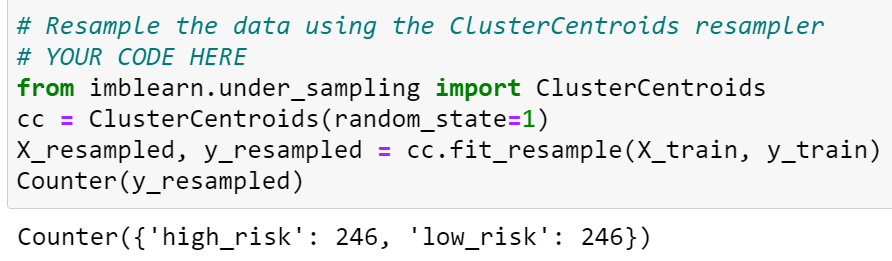 # Resample the data using the ClusterCentroids resampler
# YOUR CODE HERE
from imblearn.under_sampling import ClusterCentroids
cc = ClusterCentroids(random_state=1)
X_resampled, y_resampled = cc.fit_resample(X_train, y_train)
Counter(y_resampled)
Counter({'high_risk': 246, 'low_risk': 246})